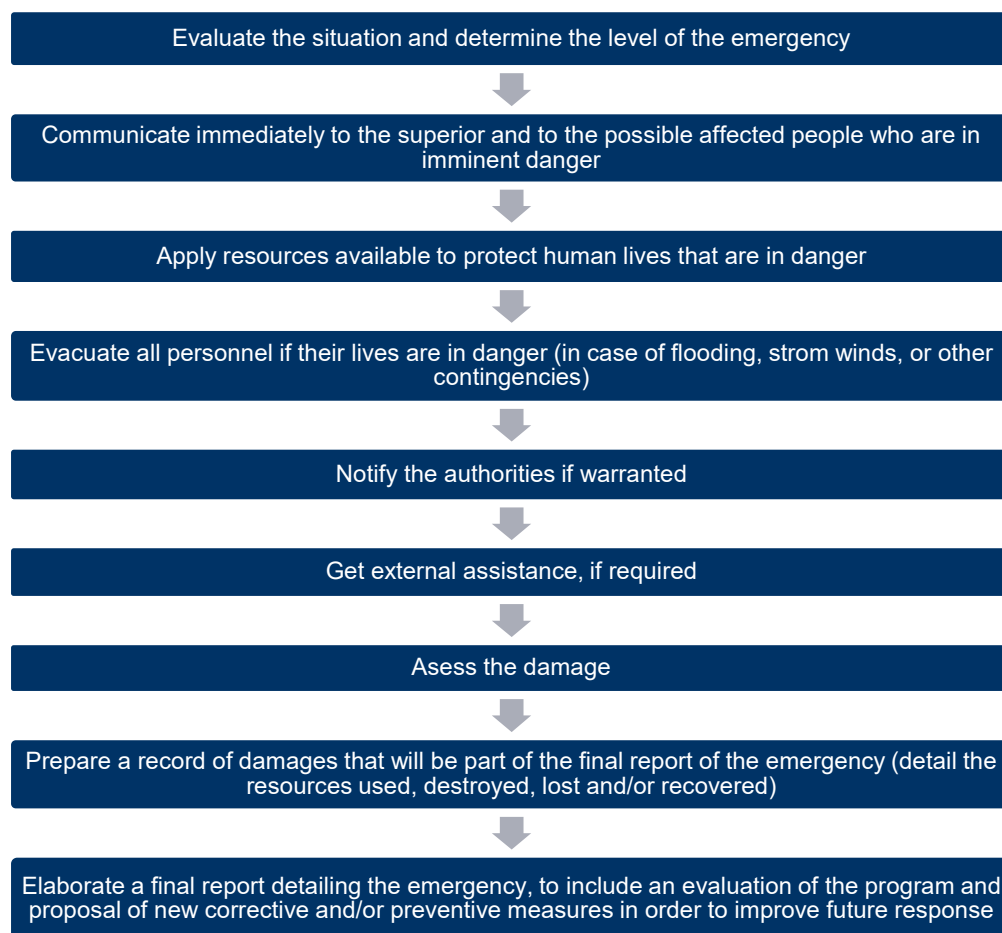 Evaluate the situation and determine the level of the emergency
Communicate immediately to the superior and to the possible affected people who are in
imminent danger
Apply resources available to protect human lives that are in danger
Evacuate all personnel if their lives are in danger (in case of flooding, strom winds, or other
contingencies)
Notify the authorities if warranted
Get external assistance, if required
Asess the damage
Prepare a record of damages that will be part of the final report of the emergency (detail the
resources used, destroyed, lost and/or recovered)
Elaborate a final report detailing the emergency, to include an evaluation of the program and
proposal of new corrective and/or preventive measures in order to improve future response